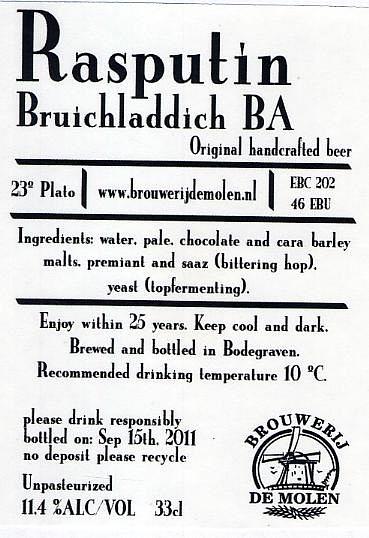 Rasputin
Bruichladdich BA
Original handcrafted beer
23º Plato
www.brouwerijdemolen.nl
EBC 202
46 EBU
Ingredients: water, pale, chocolate and cara barley
malts, premiant and saaz (bittering hop),
yeast (topfermenting).
Enjoy within 25 years. Keep cool and dark.
Brewed and bottled in Bodegraven.
Recommended drinking temperature 10 ºC.
please drink responsibly
bottled on: Sep 15th, 2011
no deposit please recycle
Unpasteurized
11.4 %ALC/VOL 33cl
BROUWERIJ
DE MOLEN